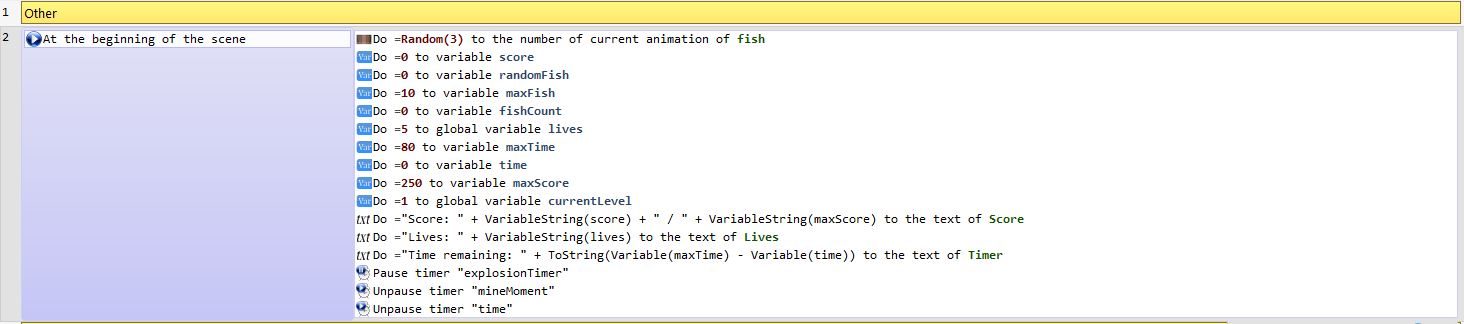 1 Other
2 At the beginning of the scene
Do =Random(3) to the number of current animation of fish
Var Do =0 to variable score
Var Do =0 to variable randomFish
Var Do =10 to variable maxFish
Var Do =0 to variable fishCount
Var Do =5 to global variable lives
Var Do =80 to variable maxTime
Var Do =0 to variable time
Var Do =250 to variable maxScore
Var Do =1 to global variable currentLevel
txt Do ="Score: " + VariableString(score) + " / " + VariableString(maxScore) to the text of Score
txt Do ="Lives: " + VariableString(lives) to the text of Lives
txt Do ="Time remaining: " + ToString(Variable(maxTime) - Variable(time)) to the text of Timer
Pause timer "explosionTimer"
Unpause timer "mineMoment"
Unpause timer "time"